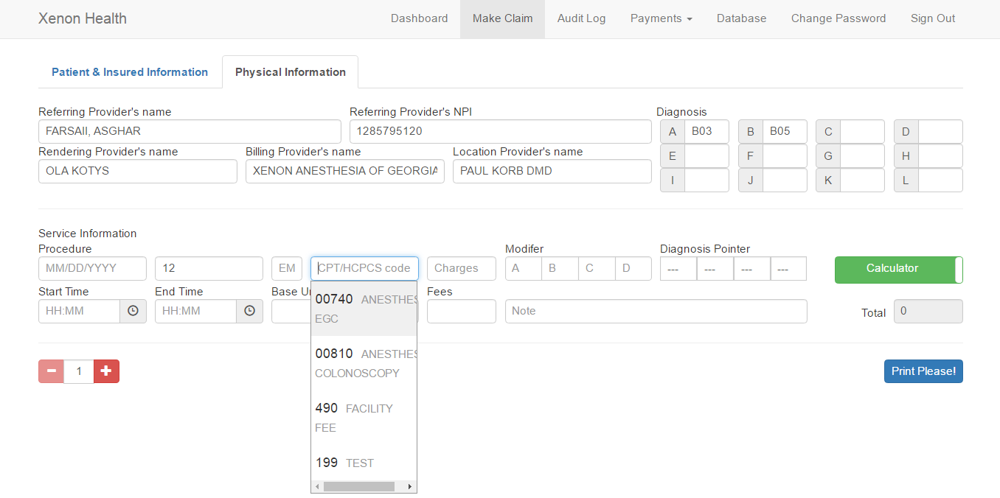 Xenon Health Dashboard Make Claim Audit Log Payments Database Change Password Sign Out
Patient & Insured Information Physical Information
Referring Provider's name Referring Provider's NPI Diagnosis
FARSAII, ASGHAR 1285795120 A B03 B B05 C D
Rendering Provider's name Billing Provider's name Location Provider's name E F G H
OLA KOTYS XENON ANESTHESIA OF GEORGIA PAUL KORB DMD I J K L
Service Information
Procedure Modifer Diagnosis Pointer
MM/DD/YYYY 12 EM CPT/HCPCS code Charges A B C D --- --- --- --- Calculator
Start Time End Time Base Fees
HH:MM HH:MM Note Total 0
00740 ANESTHES
EGC
00810 ANESTHES
COLONOSCOPY
490 FACILITY
FEE
199 TEST
1 Print Please!